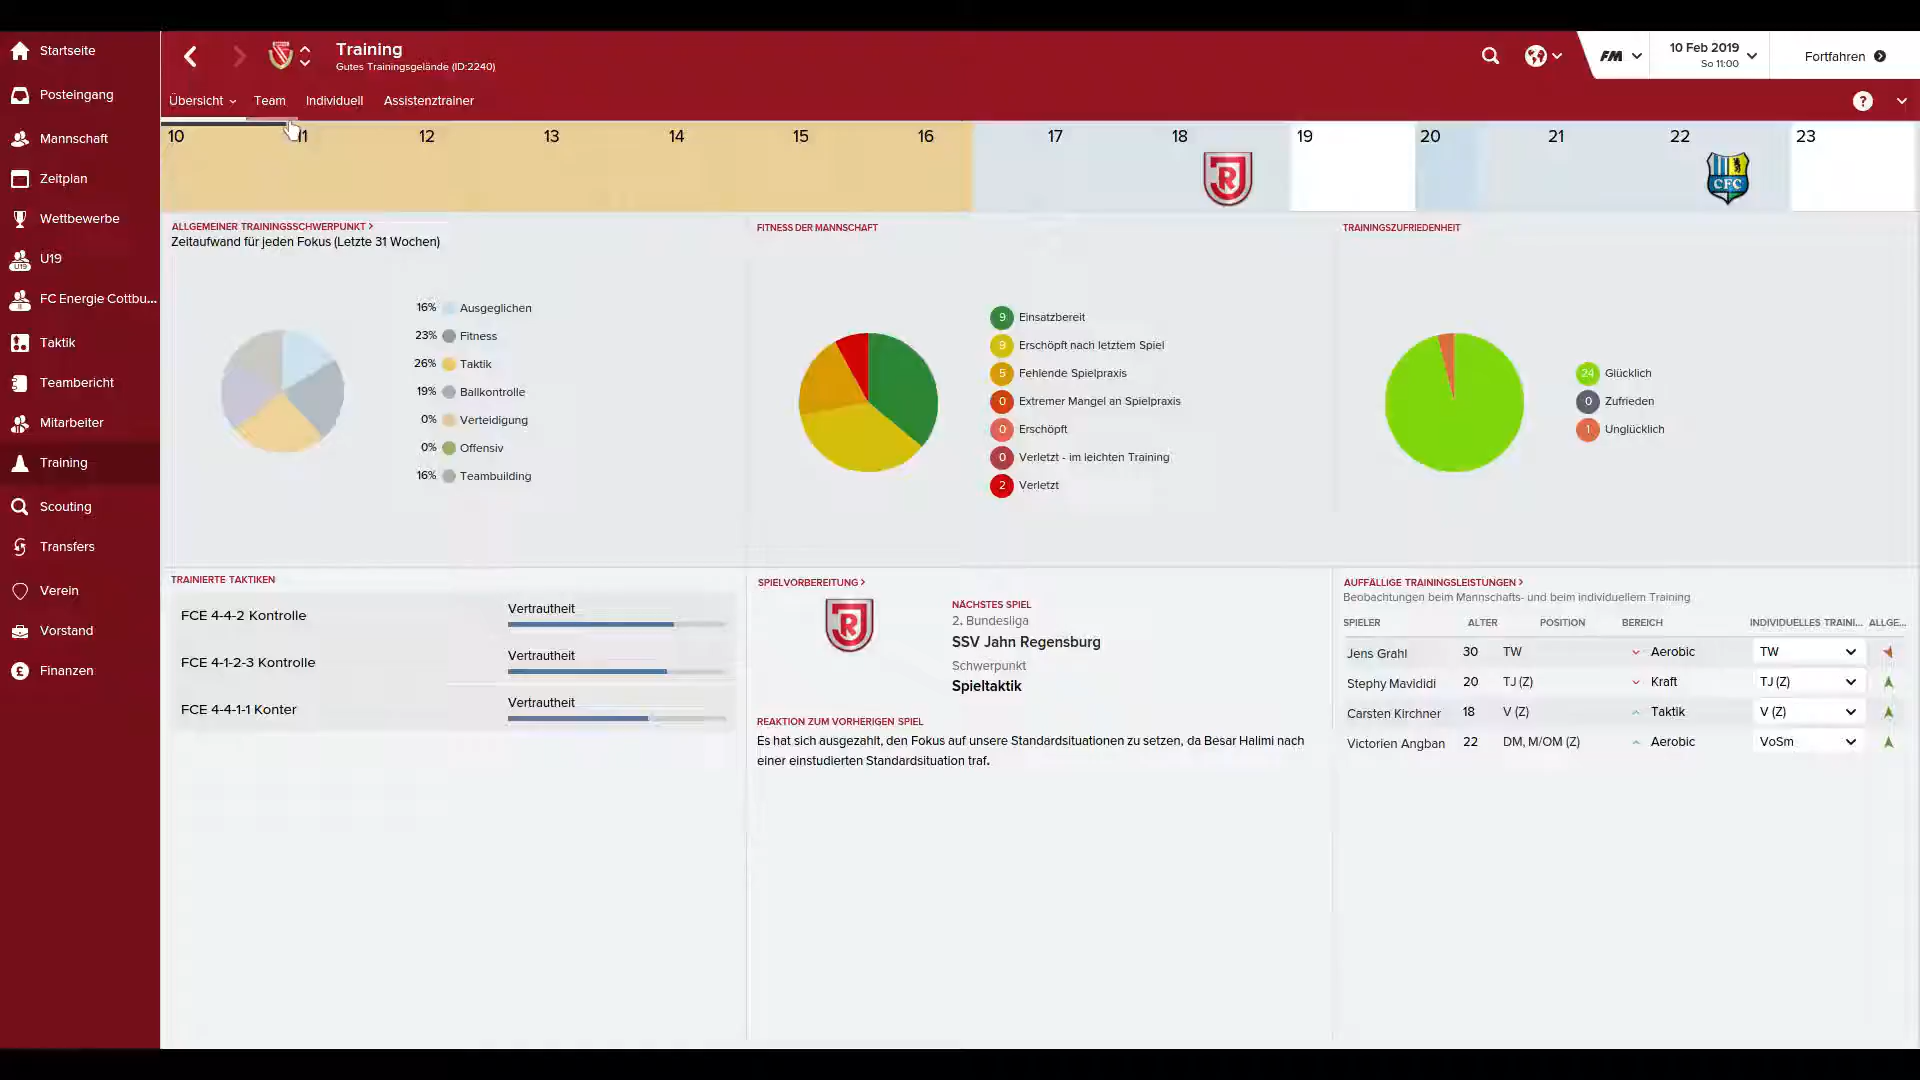 Startseite
Posteingang
Mannschaft
Zeitplan
Wettbewerbe
U19
U19
FC Energie Cottbu...
II
Taktik
Teambericht
Mitarbeiter
Training
Scouting
Transfers
Verein
Vorstand
Finanzen
Training
Gutes Trainingsgelände (ID:2240)
FM
10 Feb 2019
So 11:00
Fortfahren
Übersicht
Team
Individuell
Assistenztrainer
?
10 11 12 13 14 15 16 17 18 19 20 21 22 23
R
CFC
ALLGEMEINER TRAININGSSCHWERPUNKT >
Zeitaufwand für jeden Fokus (Letzte 31 Wochen)
16% Ausgeglichen
23% Fitness
26% Taktik
19% Ballkontrolle
0% Verteidigung
0% Offensiv
16% Teambuilding
FITNESS DER MANNSCHAFT
9 Einsatzbereit
9 Erschöpft nach letztem Spiel
5 Fehlende Spielpraxis
0 Extremer Mangel an Spielpraxis
0 Erschöpft
0 Verletzt - im leichten Training
2 Verletzt
TRAININGSZUFRIEDENHEIT
24 Glücklich
0 Zufrieden
1 Unglücklich
TRAINIERTE TAKTIKEN
FCE 4-4-2 Kontrolle Vertrautheit
FCE 4-1-2-3 Kontrolle Vertrautheit
FCE 4-4-1-1 Konter Vertrautheit
SPIELVORBEREITUNG >
R
NÄCHSTES SPIEL
2. Bundesliga
SSV Jahn Regensburg
Schwerpunkt
Spieltaktik
REAKTION ZUM VORHERIGEN SPIEL
Es hat sich ausgezahlt, den Fokus auf unsere Standardsituationen zu setzen, da Besar Halimi nach
einer einstudierten Standardsituation traf.
AUFFÄLLIGE TRAININGSLEISTUNGEN >
Beobachtungen beim Mannschafts- und beim individuellem Training
SPIELER ALTER POSITION BEREICH INDIVIDUELLES TRAINI... ALLGE...
Jens Grahl 30 TW Aerobic TW
Stephy Mavididi 20 TJ (Z) Kraft TJ (Z)
Carsten Kirchner 18 V (Z) Taktik V (Z)
Victorien Angban 22 DM, M/OM (Z) Aerobic VoSm